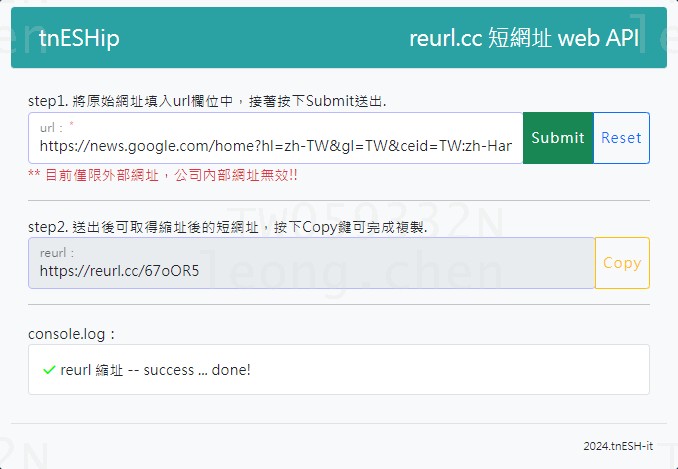 tnESHip
reurl.cc 短網址 web API
step1. 將原始網址填入url欄位中，接著按下Submit送出.
url： *
https://news.google.com/home?hl=zh-TW&gl=TW&ceid=TW:zh-Han
Submit
Reset
** 目前僅限外部網址，公司內部網址無效!!
step2. 送出後可取得縮址後的短網址，按下Copy鍵可完成複製.
reurl：
https://reurl.cc/67oOR5
Copy
console.log：
✓ reurl 縮址 -- success ... done!
2024.tnESH-it
leong.chen